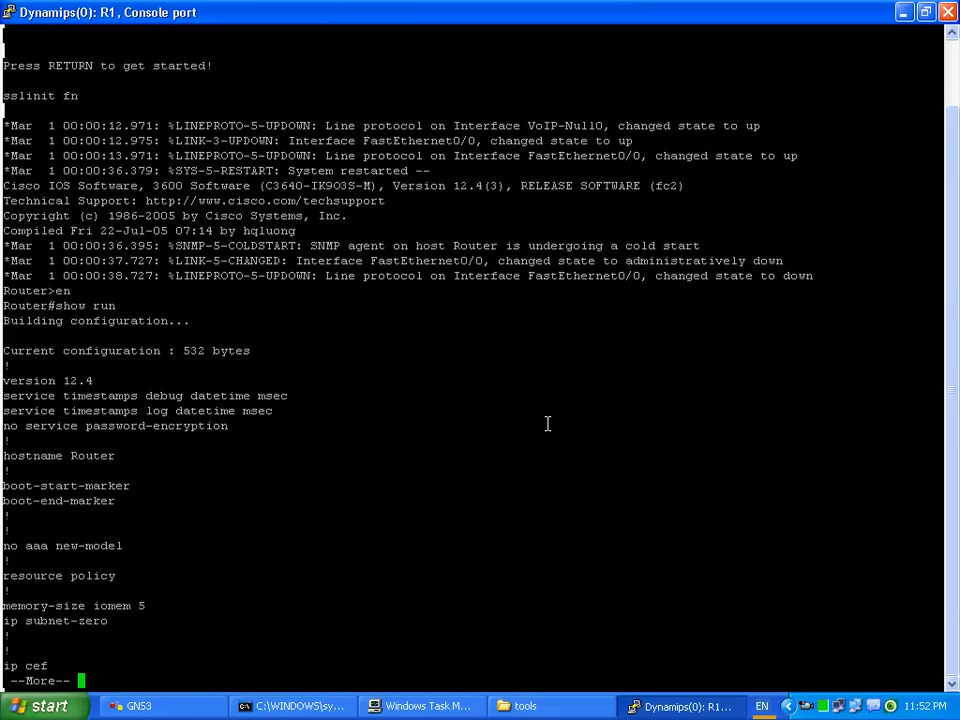 Dynamips(0): R1, Console port
Press RETURN to get started!
sslinit fn
*Mar  1 00:00:12.971: %LINEPROTO-5-UPDOWN: Line protocol on Interface VoIP-Null0, changed state to up
*Mar  1 00:00:12.975: %LINK-3-UPDOWN: Interface FastEthernet0/0, changed state to up
*Mar  1 00:00:13.971: %LINEPROTO-5-UPDOWN: Line protocol on Interface FastEthernet0/0, changed state to up
*Mar  1 00:00:36.379: %SYS-5-RESTART: System restarted --
Cisco IOS Software, 3600 Software (C3640-IK9O3S-M), Version 12.4(3), RELEASE SOFTWARE (fc2)
Technical Support: http://www.cisco.com/techsupport
Copyright (c) 1986-2005 by Cisco Systems, Inc.
Compiled Fri 22-Jul-05 07:14 by hqluong
*Mar  1 00:00:36.395: %SNMP-5-COLDSTART: SNMP agent on host Router is undergoing a cold start
*Mar  1 00:00:37.727: %LINK-5-CHANGED: Interface FastEthernet0/0, changed state to administratively down
*Mar  1 00:00:38.727: %LINEPROTO-5-UPDOWN: Line protocol on Interface FastEthernet0/0, changed state to down
Router>en
Router#show run
Building configuration...
Current configuration : 532 bytes
!
version 12.4
service timestamps debug datetime msec
service timestamps log datetime msec
no service password-encryption
!
hostname Router
!
boot-start-marker
boot-end-marker
!
!
no aaa new-model
!
resource policy
!
memory-size iomem 5
ip subnet-zero
!
!
ip cef
--More--
start
GNS3
C:\WINDOWS\sy...
Windows Task M...
tools
Dynamips(0): R1...
EN
11:52 PM